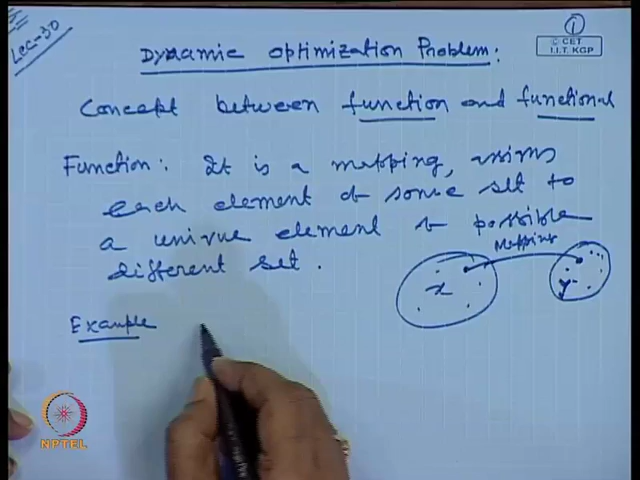 Lec-30
1
© CET
I.I.T. KGP
Dynamic optimization Problem:
Concept between function and functional
Function: It is a mapping, assigns
each element of some set to
a unique element of possible
different set.
Mapping
x
y
Example
NPTEL